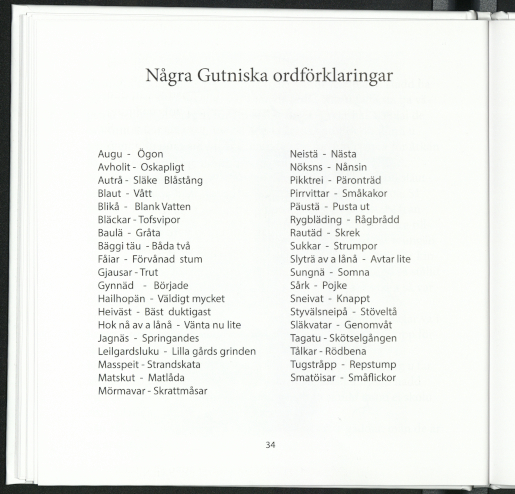 Några Gutniska ordförklaringar
Augu - Ögon
Avholit - Oskapligt
Autrå - Släke Blåstång
Blaut - Vått
Blikå - Blank Vatten
Bläckar - Tofsvipor
Baulä - Gråta
Bäggi täu - Båda två
Fåiar - Förvånad stum
Gjausar - Trut
Gynnäd - Började
Hailhopän - Väldigt mycket
Heiväst - Bäst duktigast
Hok nå av a lånå - Vänta nu lite
Jagnäs - Springandes
Leilgardsluku - Lilla gårds grinden
Masspeit - Strandskata
Matskut - Matlåda
Mörmavar - Skrattmåsar
Neistä - Nästa
Nöksns - Nånsin
Pikktrei - Päronträd
Pirrvittar - Småkakor
Päustä - Pusta ut
Rygbläding - Rågbrådd
Rautäd - Skrek
Sukkar - Strumpor
Slyträ av a lånå - Avtar lite
Sungnä - Somna
Sårk - Pojke
Sneivat - Knappt
Styvälsneipå - Stöveltå
Släkvatar - Genomvåt
Tagatu - Skötselgången
Tålkar - Rödbena
Tugstråpp - Repstump
Smatöisar - Småflickor
34